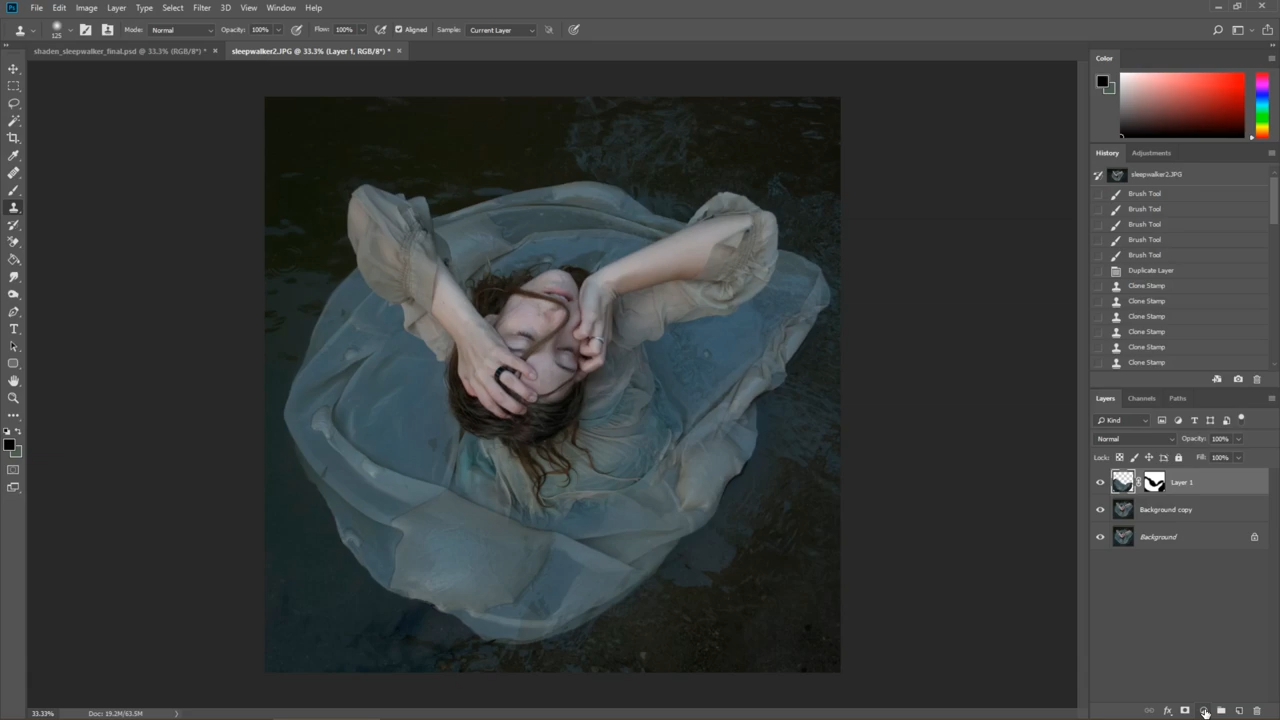 Ps File Edit Image Layer Type Select Filter 3D View Window Help
125 Mode: Normal Opacity: 100% Flow: 100% Aligned Sample: Current Layer
shaden_sleepwalker_final.psd @ 33.3% (RGB/8*) * × sleepwalker2.JPG @ 33.3% (Layer 1, RGB/8*) * ×
Color
History Adjustments
sleepwalker2.JPG
Brush Tool
Brush Tool
Brush Tool
Brush Tool
Brush Tool
Duplicate Layer
Clone Stamp
Clone Stamp
Clone Stamp
Clone Stamp
Clone Stamp
Clone Stamp
Layers Channels Paths
Kind
Normal Opacity: 100%
Lock: Fill: 100%
Layer 1
Background copy
Background
33.33% Doc: 19.2M/63.5M